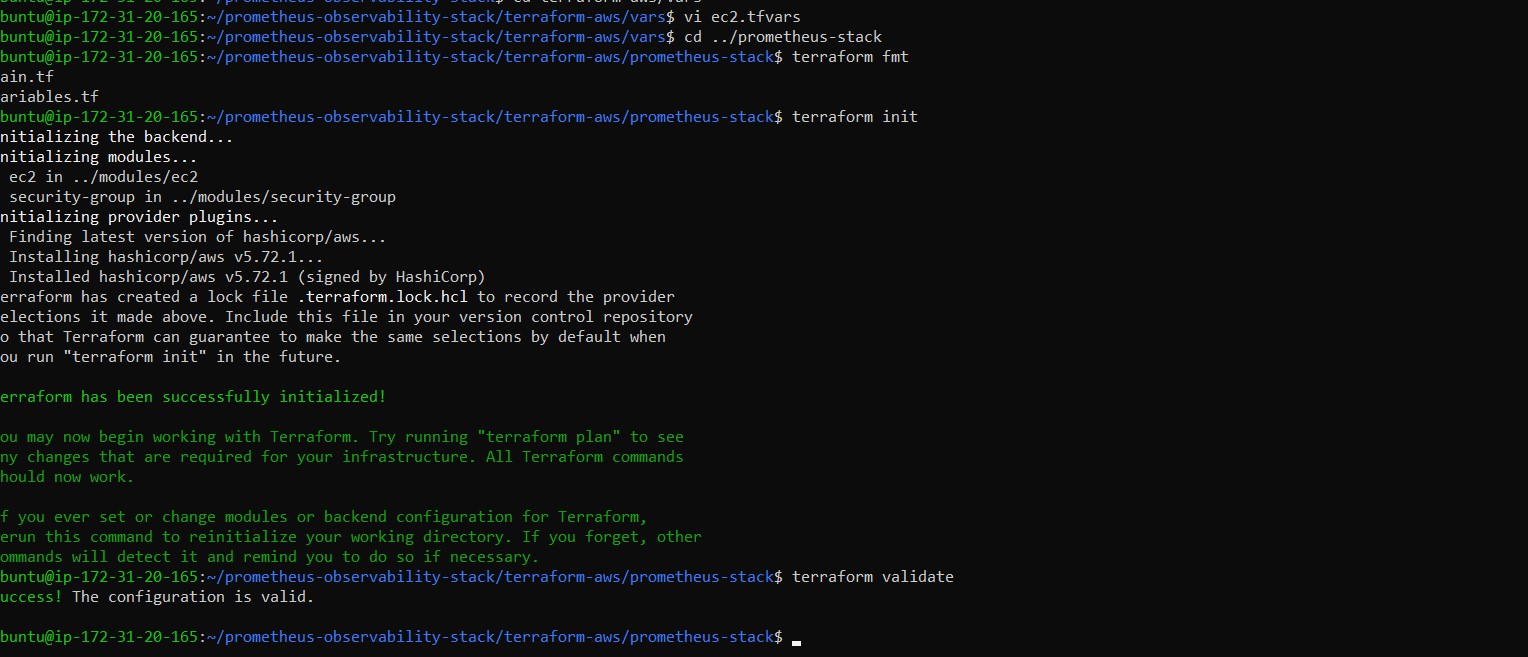 buntu@ip-172-31-20-165:~/prometheus-observability-stack/terraform-aws/vars$ vi ec2.tfvars
buntu@ip-172-31-20-165:~/prometheus-observability-stack/terraform-aws/vars$ cd ../prometheus-stack
buntu@ip-172-31-20-165:~/prometheus-observability-stack/terraform-aws/prometheus-stack$ terraform fmt
ain.tf
ariables.tf
buntu@ip-172-31-20-165:~/prometheus-observability-stack/terraform-aws/prometheus-stack$ terraform init
nitializing the backend...
nitializing modules...
ec2 in ../modules/ec2
security-group in ../modules/security-group
nitializing provider plugins...
Finding latest version of hashicorp/aws...
Installing hashicorp/aws v5.72.1...
Installed hashicorp/aws v5.72.1 (signed by HashiCorp)
erraform has created a lock file .terraform.lock.hcl to record the provider
elections it made above. Include this file in your version control repository
o that Terraform can guarantee to make the same selections by default when
ou run "terraform init" in the future.
erraform has been successfully initialized!
ou may now begin working with Terraform. Try running "terraform plan" to see
ny changes that are required for your infrastructure. All Terraform commands
hould now work.
f you ever set or change modules or backend configuration for Terraform,
erun this command to reinitialize your working directory. If you forget, other
ommands will detect it and remind you to do so if necessary.
buntu@ip-172-31-20-165:~/prometheus-observability-stack/terraform-aws/prometheus-stack$ terraform validate
uccess! The configuration is valid.
buntu@ip-172-31-20-165:~/prometheus-observability-stack/terraform-aws/prometheus-stack$